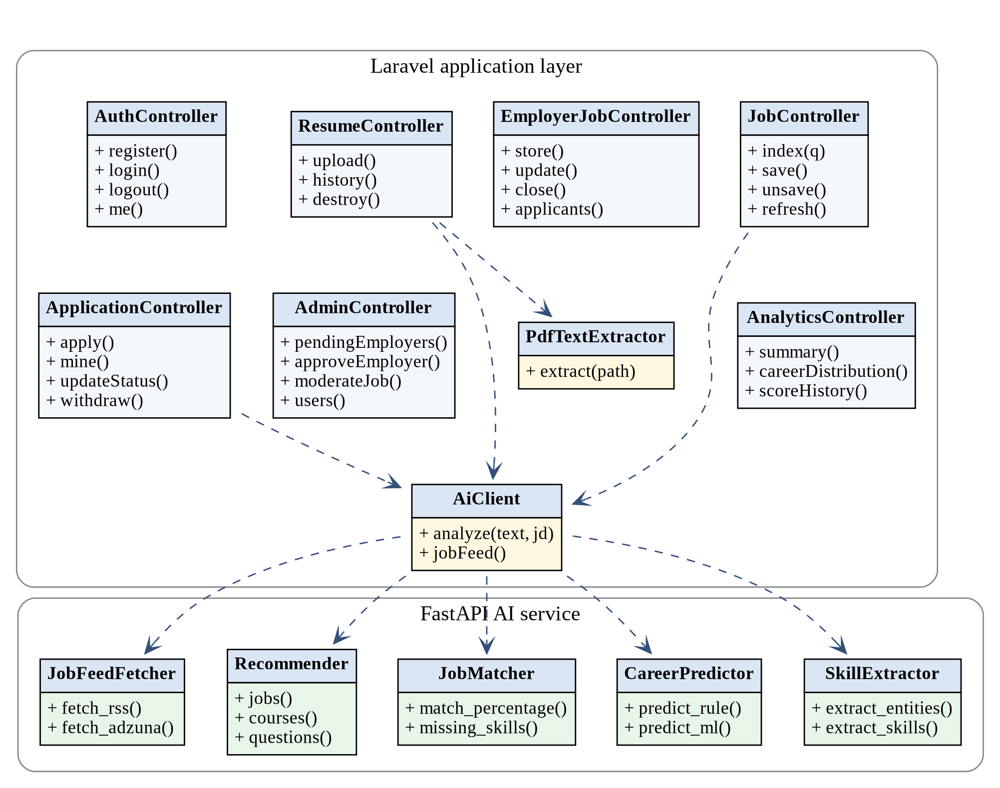 Laravel application layer
AuthController
+ register()
+ login()
+ logout()
+ me()
ResumeController
+ upload()
+ history()
+ destroy()
EmployerJobController
+ store()
+ update()
+ close()
+ applicants()
JobController
+ index(q)
+ save()
+ unsave()
+ refresh()
ApplicationController
+ apply()
+ mine()
+ updateStatus()
+ withdraw()
AdminController
+ pendingEmployers()
+ approveEmployer()
+ moderateJob()
+ users()
PdfTextExtractor
+ extract(path)
AnalyticsController
+ summary()
+ careerDistribution()
+ scoreHistory()
AiClient
+ analyze(text, jd)
+ jobFeed()
FastAPI AI service
JobFeedFetcher
+ fetch_rss()
+ fetch_adzuna()
Recommender
+ jobs()
+ courses()
+ questions()
JobMatcher
+ match_percentage()
+ missing_skills()
CareerPredictor
+ predict_rule()
+ predict_ml()
SkillExtractor
+ extract_entities()
+ extract_skills()